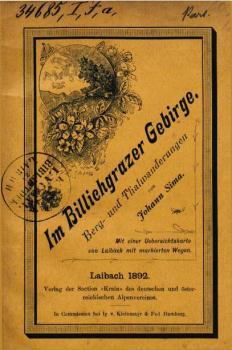 34685, I, f, a,
Im Billichgrazer Gebirge.
Berg- und Thalwanderungen
von
Johann Sima.
Mit einer Uebersichtskarte
von Laibach mit markierten Wegen.
Laibach 1892.
Verlag der Section «Krain» des deutschen und öster-
reichischen Alpenvereines.
In Commission bei Ig v. Kleinmayr & Fed Bamberg.